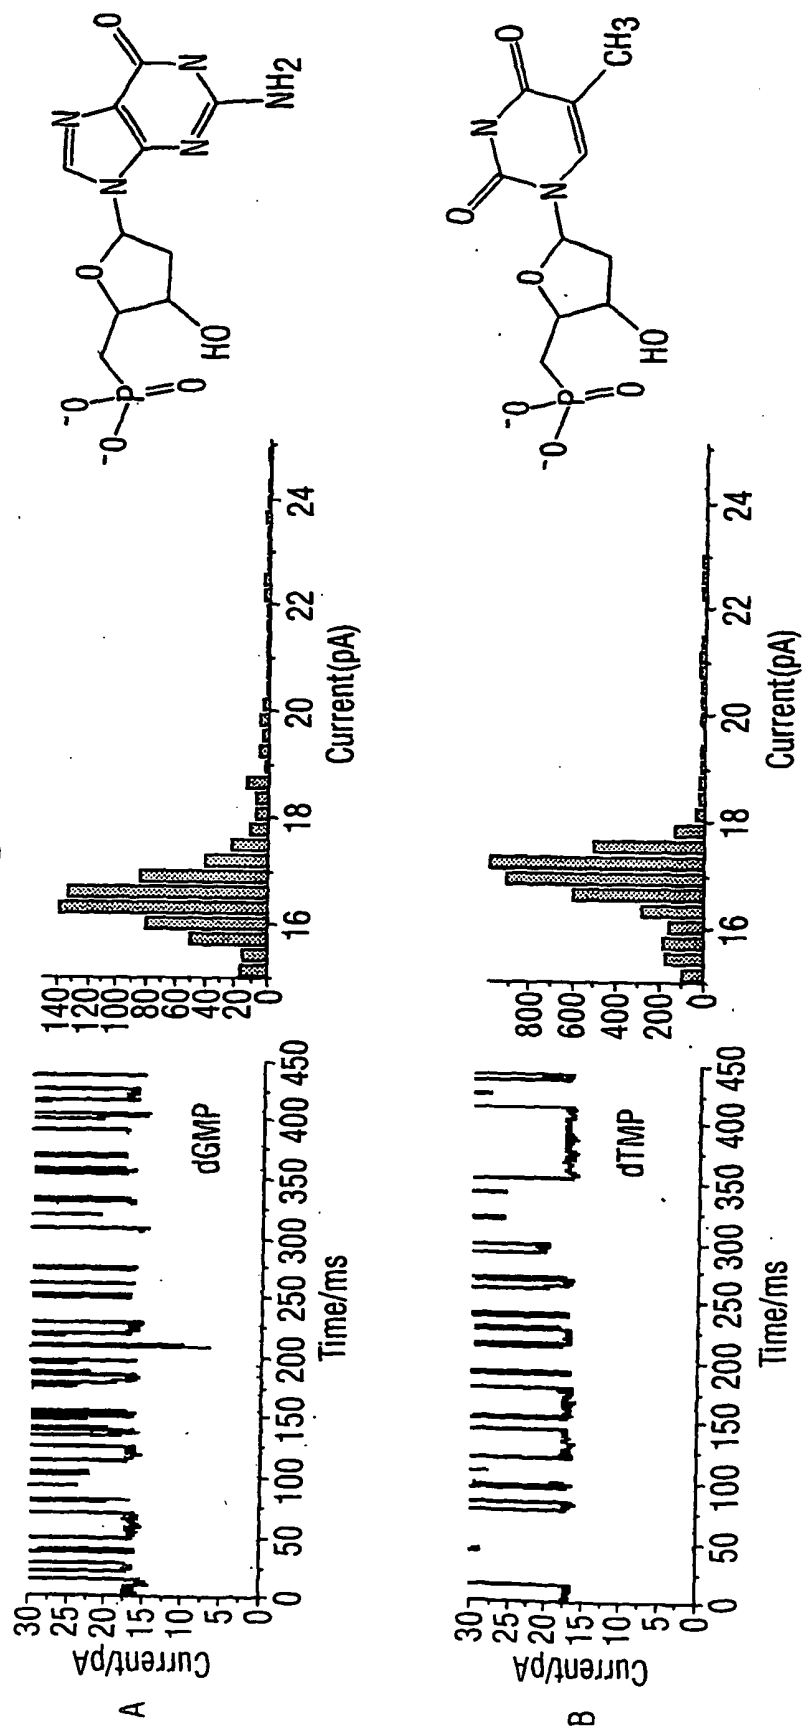 A
Current/pA
30
25
20
15
10
5
0
0 50 100 150 200 250 300 350 400 450
Time/ms
dGMP
140
120
100
80
60
40
20
0
16 18 20 22 24
Current(pA)
-O
-O
P
O
O
HO
N
N
O
N
N
NH2
B
Current/pA
30
25
20
15
10
5
0
0 50 100 150 200 250 300 350 400 450
Time/ms
dTMP
800
600
400
200
0
16 18 20 22 24
Current(pA)
-O
-O
P
O
O
HO
O
N
N
O
CH3